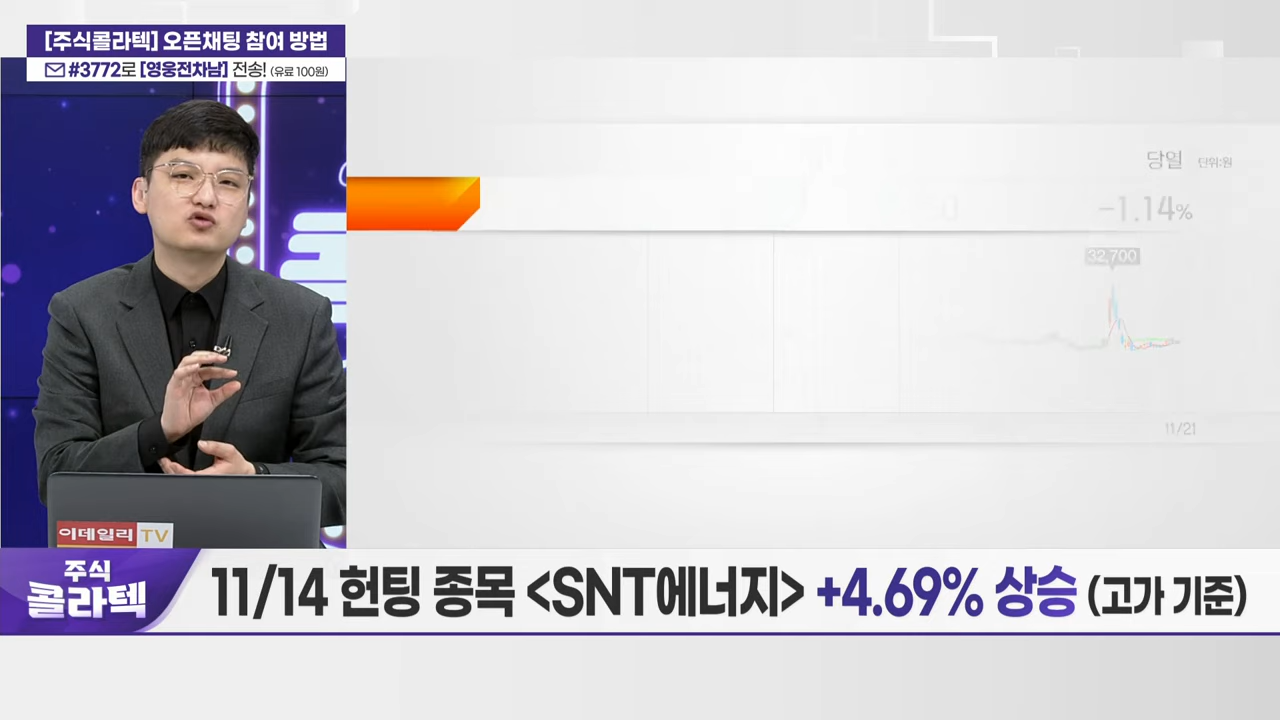 [주식콜라텍] 오픈채팅 참여 방법
#3772로 [영웅전차남] 전송! (유료 100원)
당일 단위:원
-1.14%
32,700
11/21
이데일리 TV
주식
콜라텍
11/14 헌팅 종목 <SNT에너지> +4.69% 상승 (고가 기준)